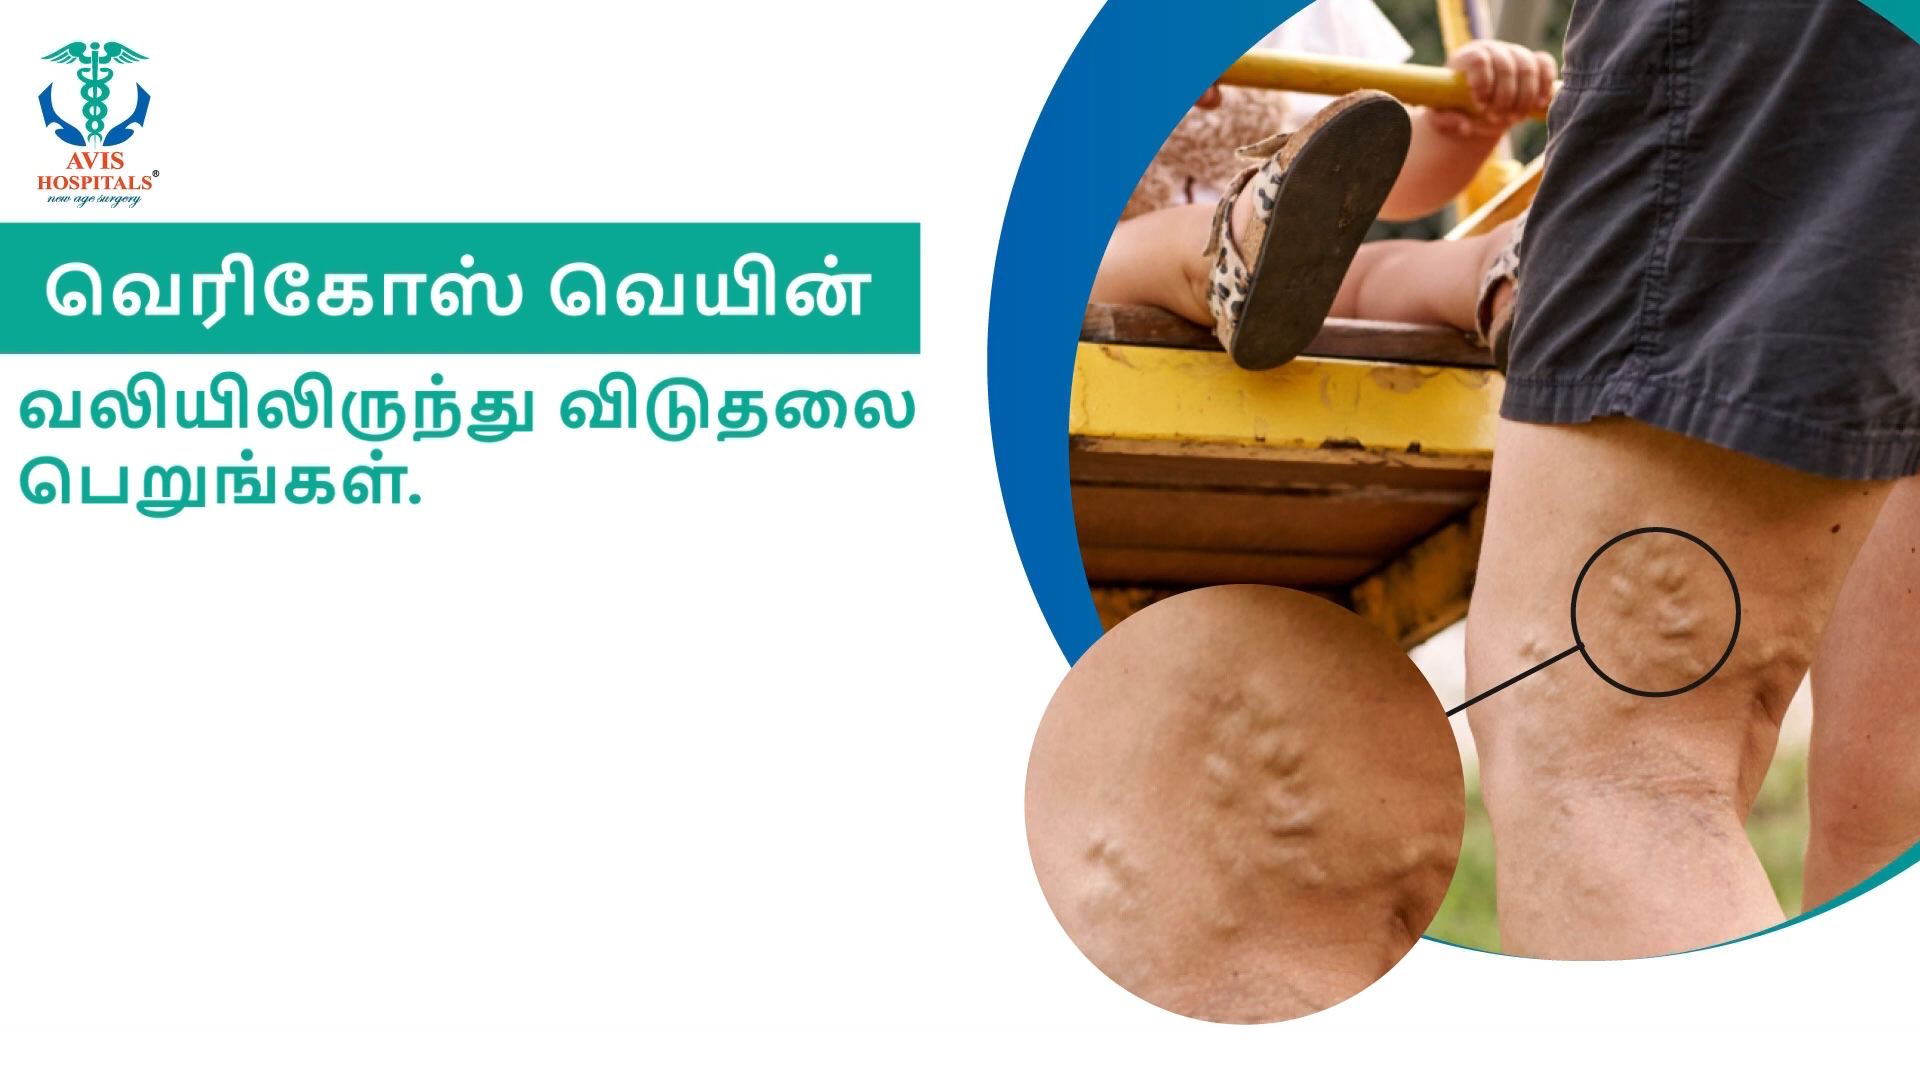 AVIS
HOSPITALS®
new age surgery
வெரிகோஸ் வெயின்
வலியிலிருந்து விடுதலை
பெறுங்கள்.